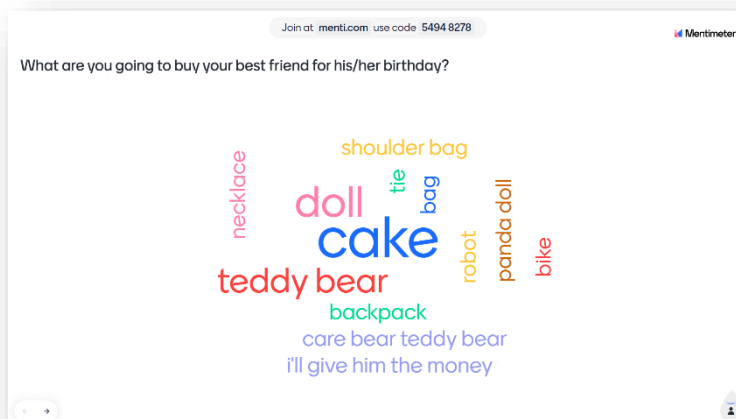 Join at menti.com use code 5494 8278
Mentimeter
What are you going to buy your best friend for his/her birthday?
shoulder bag
necklace
tie
bag
doll
panda doll
cake
robot
bike
teddy bear
backpack
care bear teddy bear
i'll give him the money